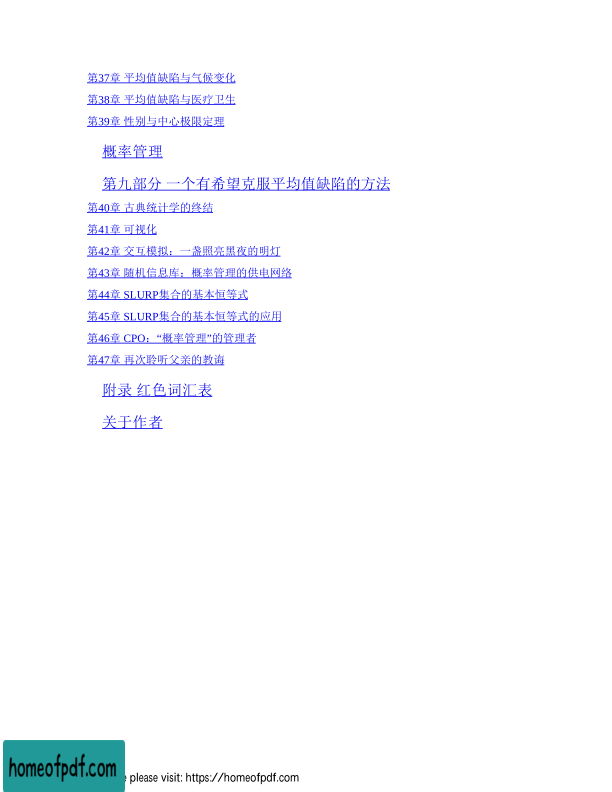 第37章 平均值缺陷与气候变化
第38章 平均值缺陷与医疗卫生
第39章 性别与中心极限定理
概率管理
第九部分 一个有希望克服平均值缺陷的方法
第40章 古典统计学的终结
第41章 可视化
第42章 交互模拟：一盏照亮黑夜的明灯
第43章 随机信息库：概率管理的供电网络
第44章 SLURP集合的基本恒等式
第45章 SLURP集合的基本恒等式的应用
第46章 CPO：“概率管理”的管理者
第47章 再次聆听父亲的教诲
附录 红色词汇表
关于作者
homeofpdf.com
please visit: https://homeofpdf.com